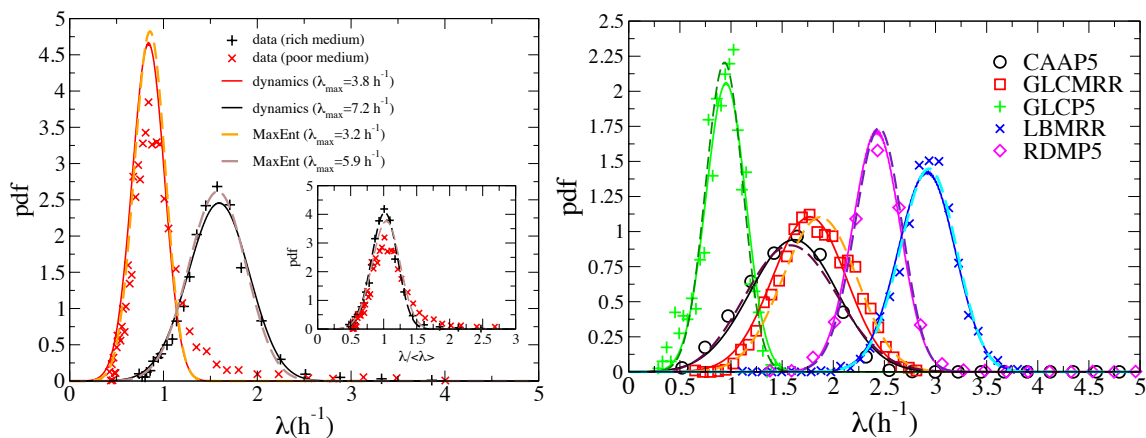 5
4.5
4
3.5
3
2.5
2
1.5
1
0.5
0
pdf
0 1 2 3 4 5
λ(h⁻¹)
data (rich medium)
data (poor medium)
dynamics (λmax=3.8 h⁻¹)
dynamics (λmax=7.2 h⁻¹)
MaxEnt (λmax=3.2 h⁻¹)
MaxEnt (λmax=5.9 h⁻¹)
5
4
3
2
1
0
pdf
0 0.5 1 1.5 2 2.5 3
λ/<λ>
2.25
2
1.75
1.5
1.25
1
0.75
0.5
0.25
0
pdf
0 0.5 1 1.5 2 2.5 3 3.5 4 4.5 5
λ(h⁻¹)
CAAP5
GLCMRR
GLCP5
LBMRR
RDMP5